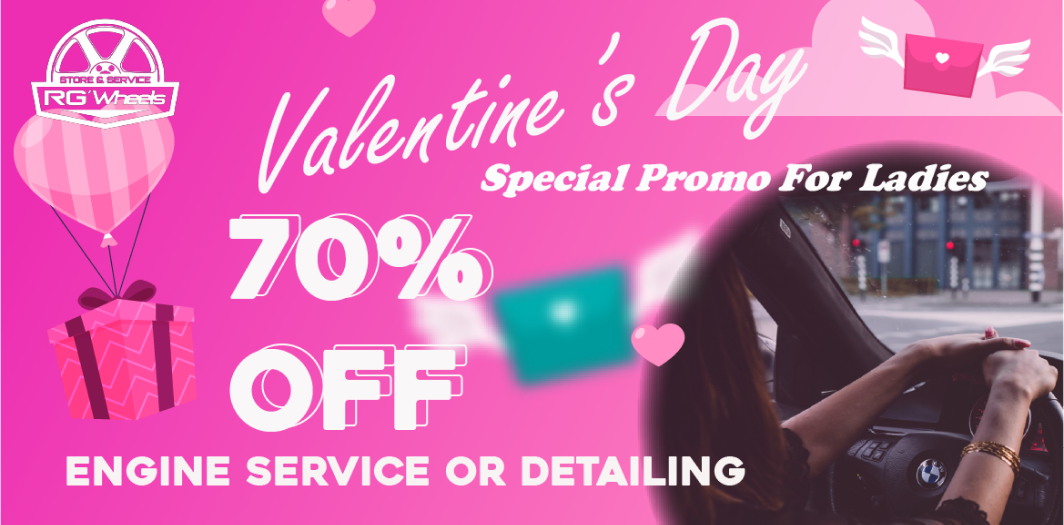 STORE & SERVICE
RG'Wheels
Valentine's Day
Special Promo For Ladies
70%
OFF
ENGINE SERVICE OR DETAILING